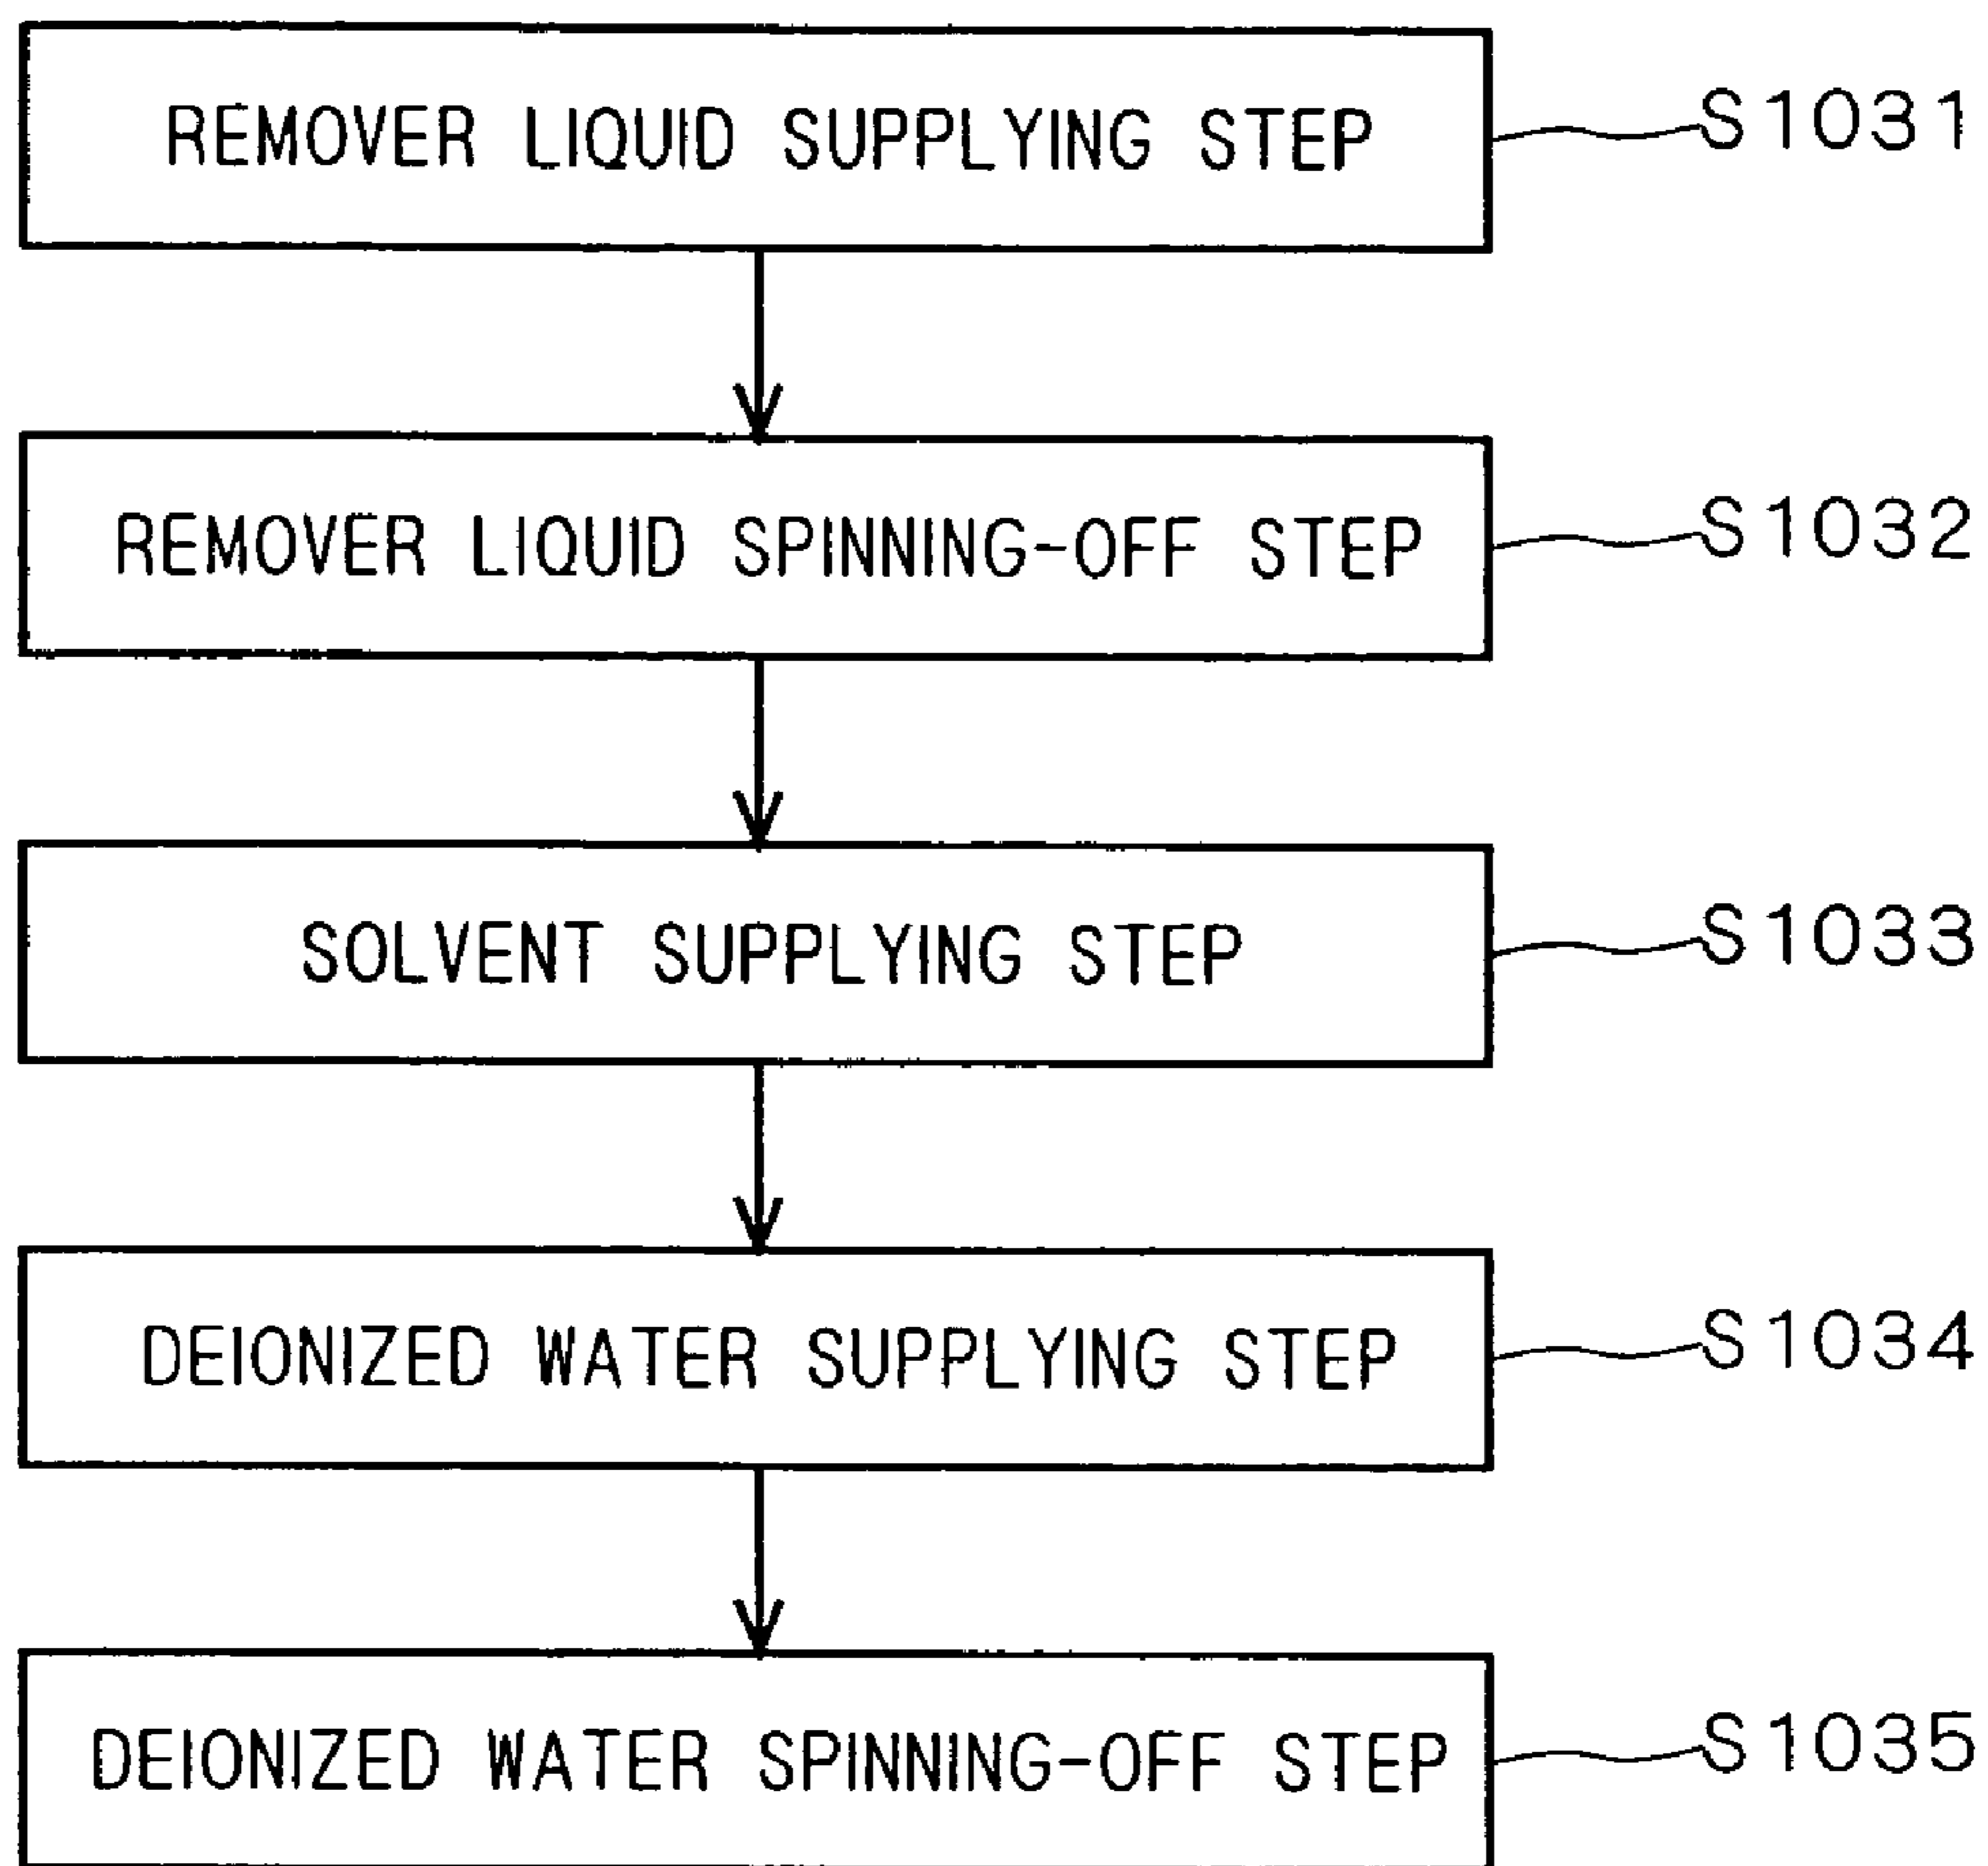 REMOVER LIQUID SUPPLYING STEP S1031
REMOVER LIQUID SPINNING-OFF STEP S1032
SOLVENT SUPPLYING STEP S1033
DEIONIZED WATER SUPPLYING STEP S1034
DEIONIZED WATER SPINNING-OFF STEP S1035